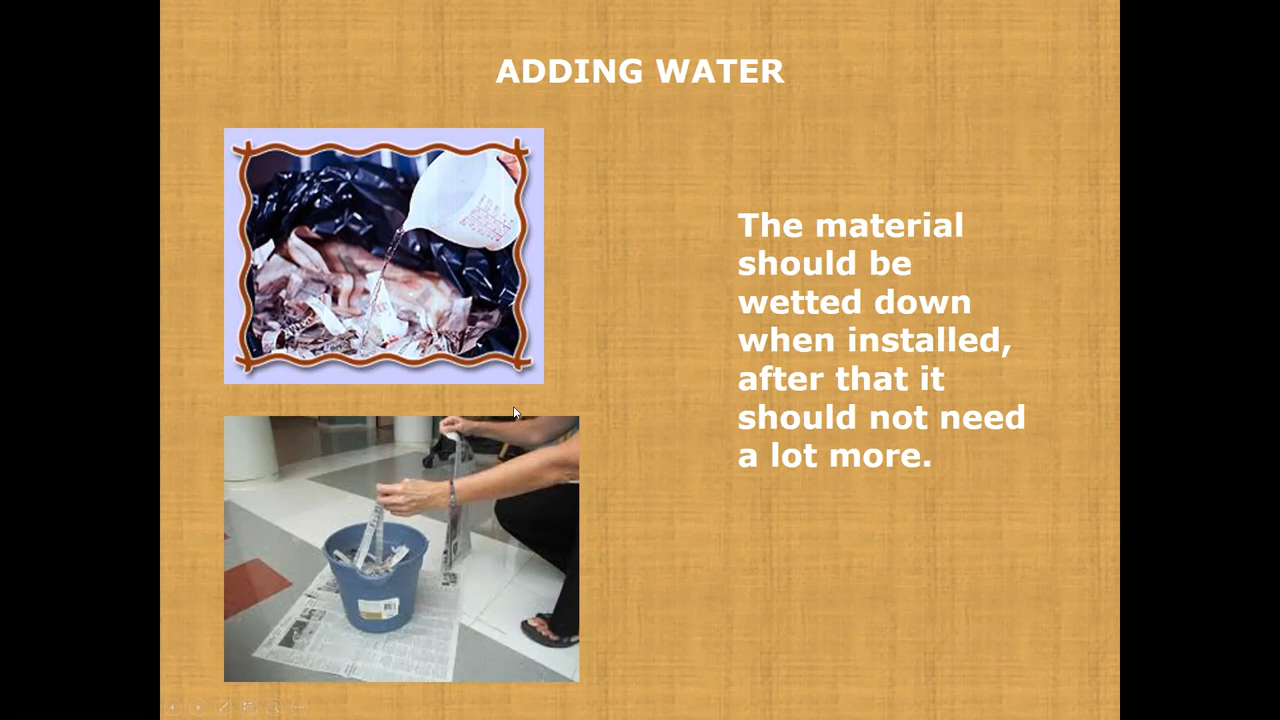 ADDING WATER
The material
should be
wetted down
when installed,
after that it
should not need
a lot more.